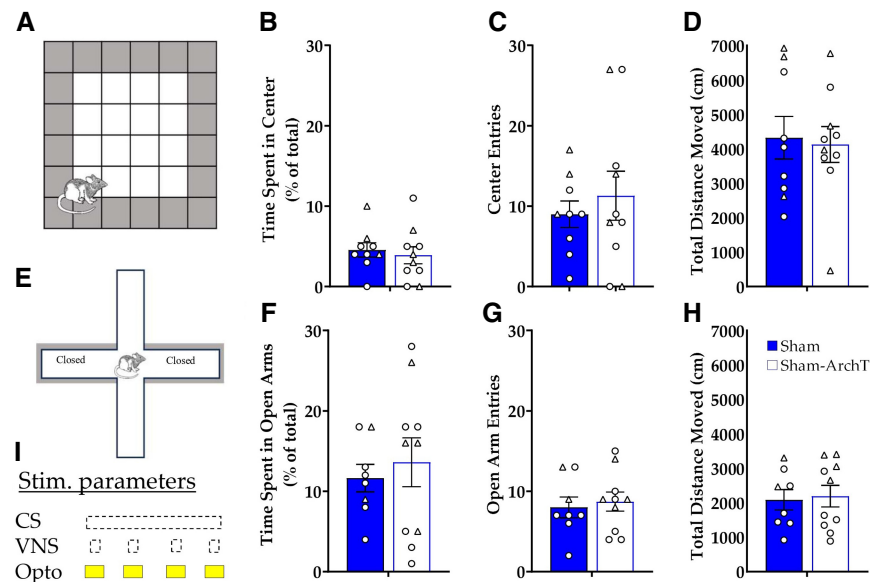 A
B
Time Spent in Center
(% of total)
30
20
10
0
C
Center Entries
30
20
10
0
D
Total Distance Moved (cm)
7000
6000
5000
4000
3000
2000
1000
0
E
Closed
Closed
F
Time Spent in Open Arms
(% of total)
30
20
10
0
G
Open Arm Entries
30
20
10
0
H
Total Distance Moved (cm)
7000
6000
5000
4000
3000
2000
1000
0
Sham
Sham-ArchT
I
Stim. parameters
CS
VNS
Opto